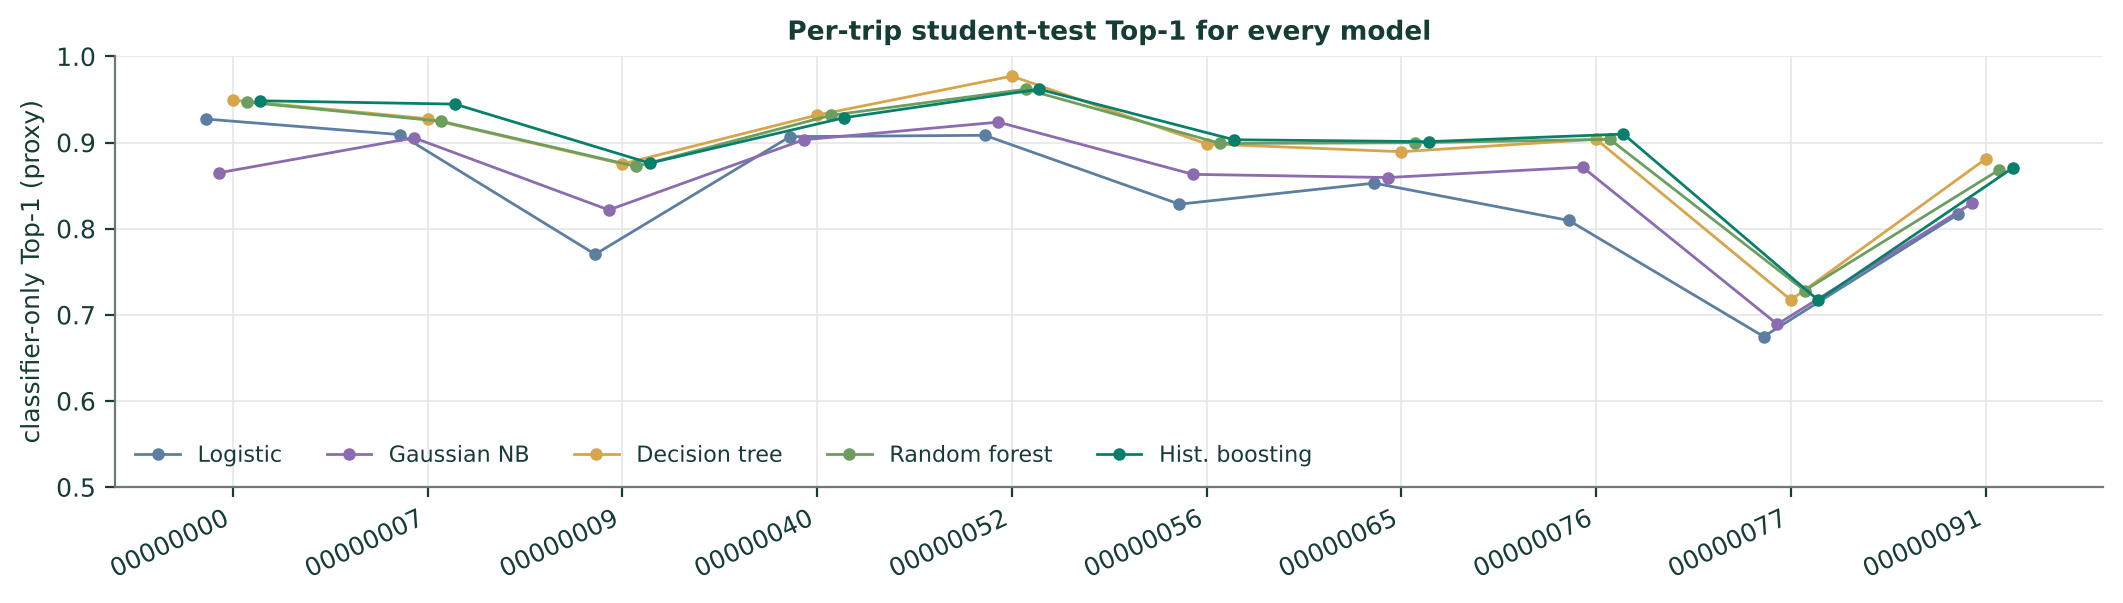 Per-trip student-test Top-1 for every model
classifier-only Top-1 (proxy)
1.0
0.9
0.8
0.7
0.6
0.5
Logistic
Gaussian NB
Decision tree
Random forest
Hist. boosting
00000000
00000007
00000009
00000040
00000052
00000056
00000065
00000076
00000077
00000091